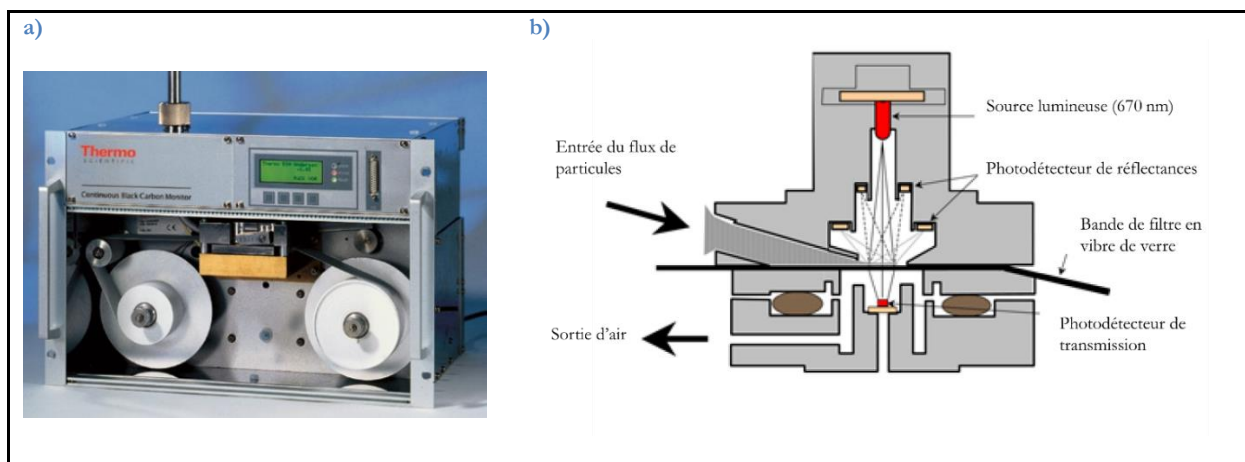 a)
b)
Thermo
SCIENTIFIC
Continuous Black Carbon Monitor
Source lumineuse (670 nm)
Entrée du flux de
particules
Photodétecteur de réflectances
Bande de filtre en
vibre de verre
Sortie d'air
Photodétecteur de
transmission